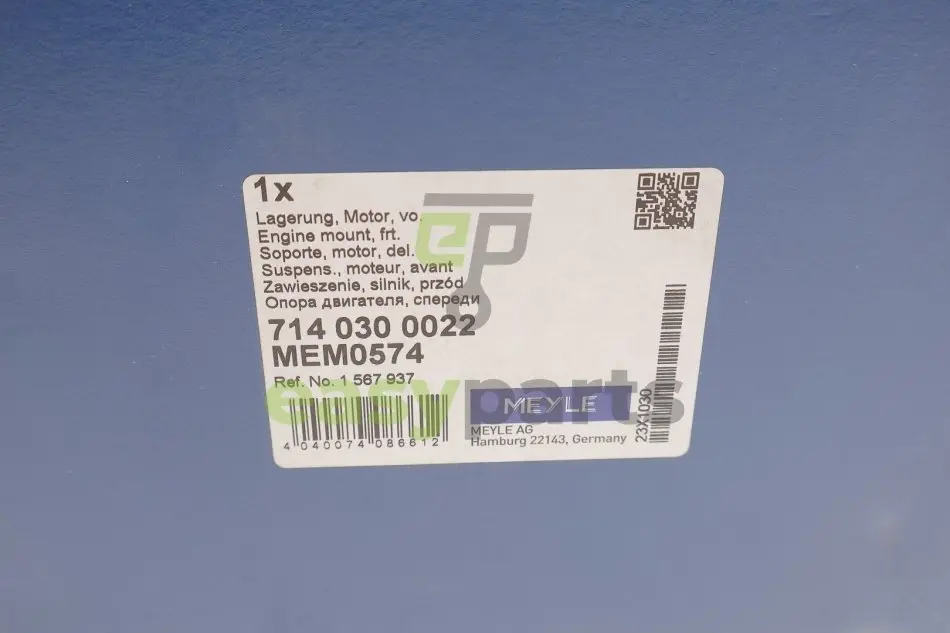 1x
Lagerung, Motor, vo.
Engine mount, frt.
Soporte, motor, del.
Suspens., moteur, avant
Zawieszenie, silnik, przód
Опора двигателя, спереди
714 030 0022
MEM0574
Ref. No. 1 567 937
4 040074 086612
MEYLE
MEYLE AG
Hamburg 22143, Germany
23X1030
ep
easyparts